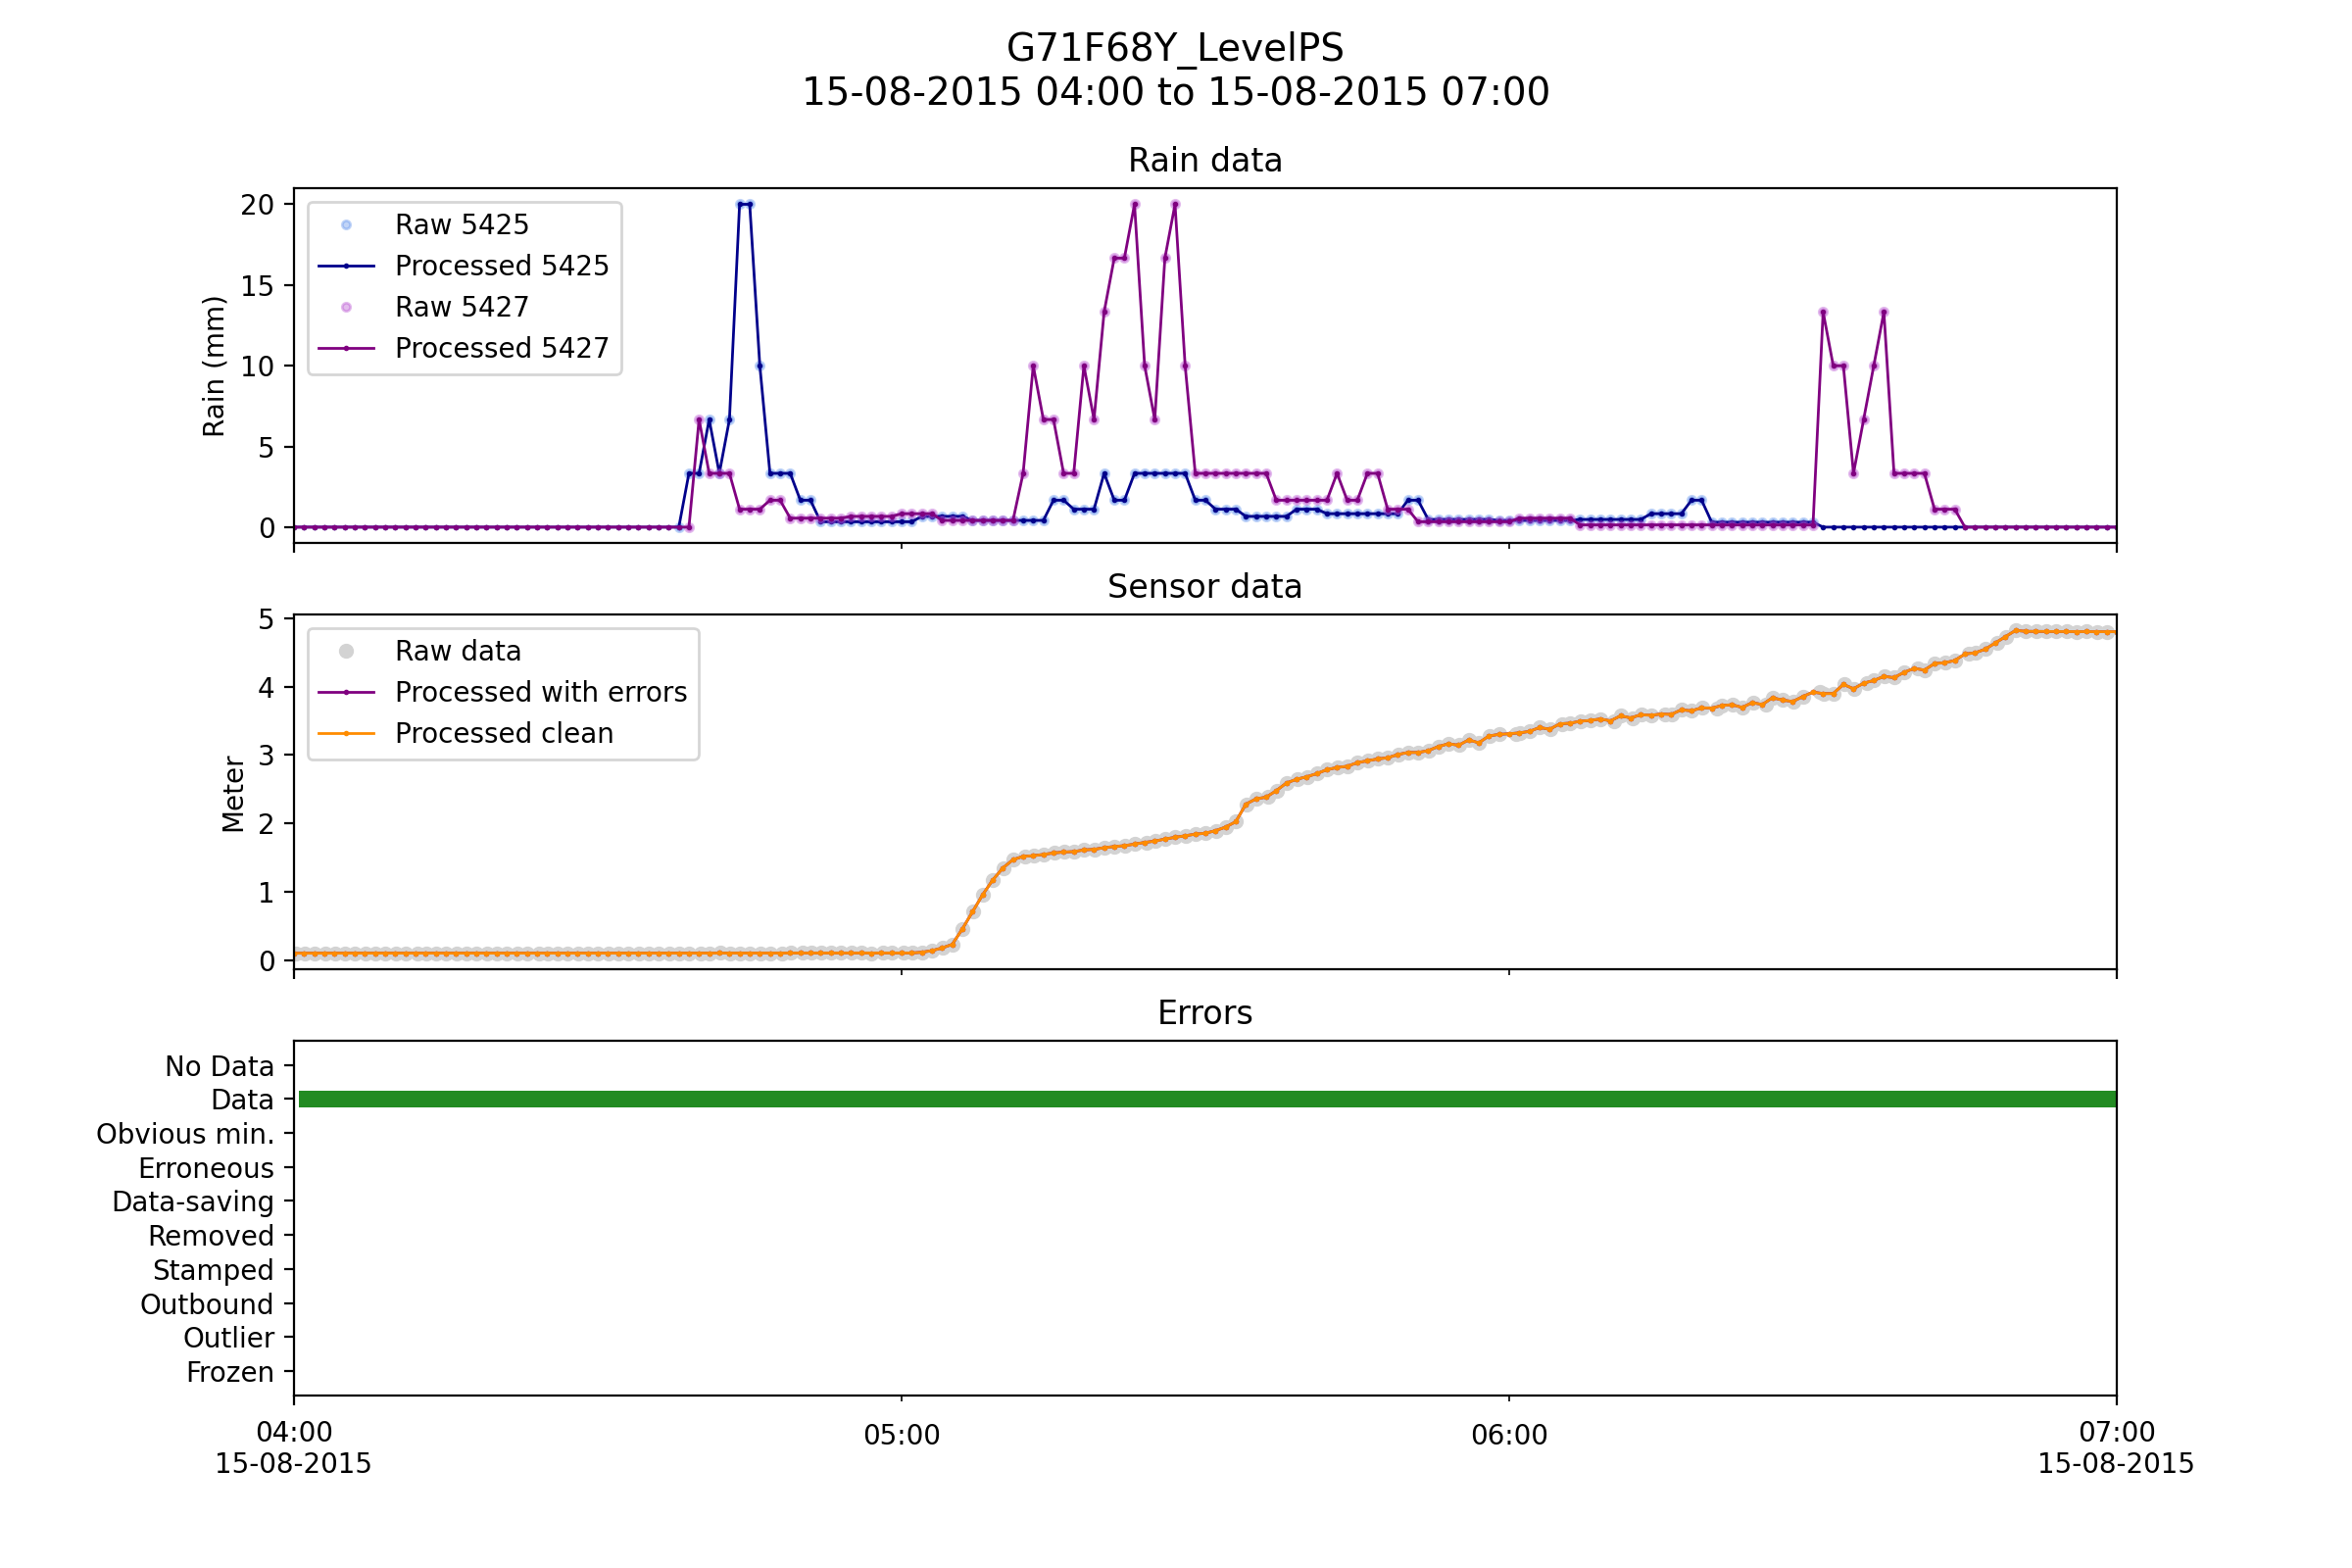 G71F68Y_LevelPS
15-08-2015 04:00 to 15-08-2015 07:00
Rain data
20
15
10
5
0
Rain (mm)
Raw 5425
Processed 5425
Raw 5427
Processed 5427
Sensor data
5
4
3
2
1
0
Meter
Raw data
Processed with errors
Processed clean
Errors
No Data
Data
Obvious min.
Erroneous
Data-saving
Removed
Stamped
Outbound
Outlier
Frozen
04:00
15-08-2015
05:00
06:00
07:00
15-08-2015